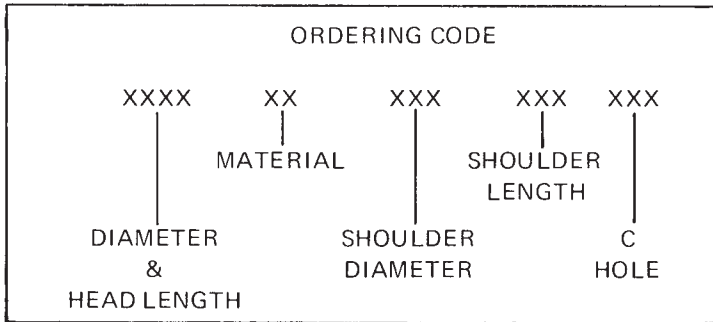 ORDERING CODE
XXXX XX XXX XXX XXX
MATERIAL SHOULDER
LENGTH
DIAMETER SHOULDER C
& DIAMETER HOLE
HEAD LENGTH